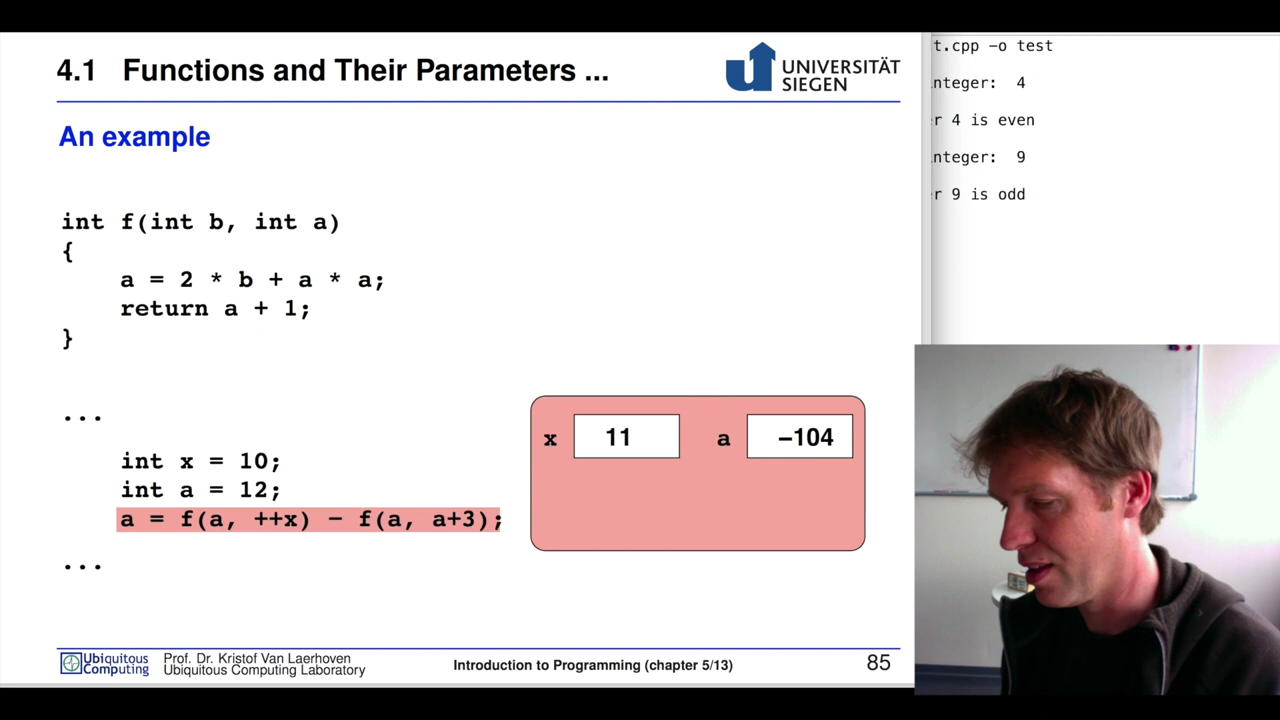 4.1 Functions and Their Parameters ...
UNIVERSITÄT
SIEGEN
An example
int f(int b, int a)
{
a = 2 * b + a * a;
return a + 1;
}
...
int x = 10;
int a = 12;
a = f(a, ++x) – f(a, a+3);
...
x 11 a –104
Ubiquitous
Computing
Prof. Dr. Kristof Van Laerhoven
Ubiquitous Computing Laboratory
Introduction to Programming (chapter 5/13)
85
t.cpp -o test
integer: 4
r 4 is even
integer: 9
r 9 is odd